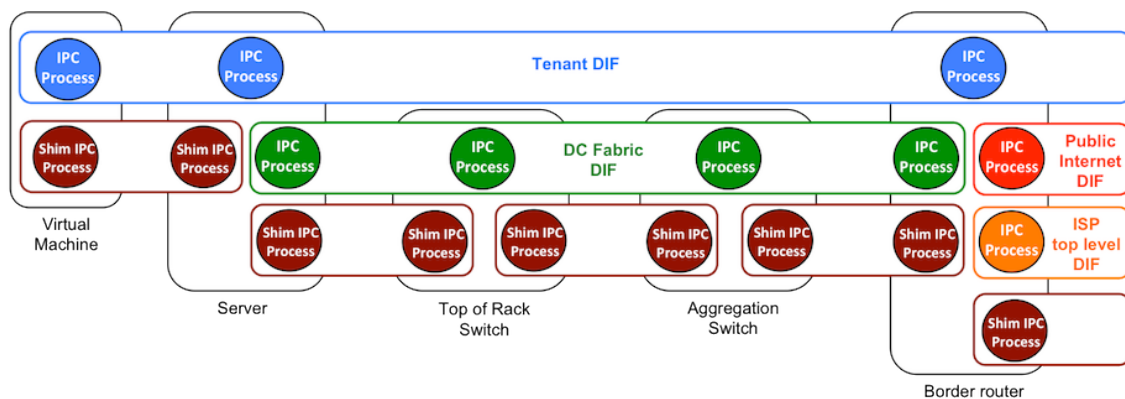 IPC
Process
IPC
Process
Tenant DIF
IPC
Process
Shim IPC
Process
Shim IPC
Process
IPC
Process
IPC
Process
DC Fabric
DIF
IPC
Process
IPC
Process
IPC
Process
Public
Internet
DIF
Virtual
Machine
Shim IPC
Process
Shim IPC
Process
Shim IPC
Process
Shim IPC
Process
Shim IPC
Process
Shim IPC
Process
IPC
Process
ISP
top level
DIF
Server
Top of Rack
Switch
Aggregation
Switch
Shim IPC
Process
Border router